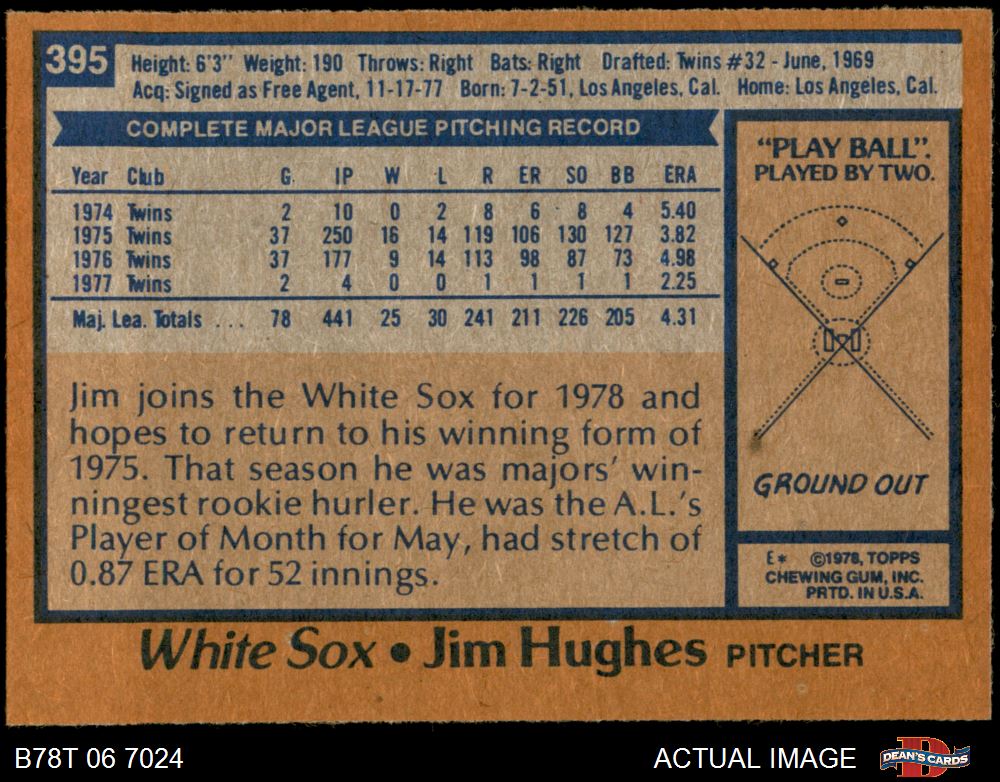 395
Height: 6'3" Weight: 190 Throws: Right Bats: Right Drafted: Twins #32 - June, 1969
Acq: Signed as Free Agent, 11-17-77 Born: 7-2-51, Los Angeles, Cal. Home: Los Angeles, Cal.
COMPLETE MAJOR LEAGUE PITCHING RECORD
Year Club G. IP W L R ER SO BB ERA
1974 Twins 2 10 0 2 8 6 8 4 5.40
1975 Twins 37 250 16 14 119 106 130 127 3.82
1976 Twins 37 177 9 14 113 98 87 73 4.98
1977 Twins 2 4 0 0 1 1 1 1 2.25
Maj. Lea. Totals ... 78 441 25 30 241 211 226 205 4.31
Jim joins the White Sox for 1978 and
hopes to return to his winning form of
1975. That season he was majors' win-
ningest rookie hurler. He was the A.L.'s
Player of Month for May, had stretch of
0.87 ERA for 52 innings.
"PLAY BALL".
PLAYED BY TWO.
GROUND OUT
E* ©1978, TOPPS
CHEWING GUM, INC.
PRTD. IN U.S.A.
White Sox • Jim Hughes PITCHER
B78T 06 7024
ACTUAL IMAGE
DEAN'S CARDS